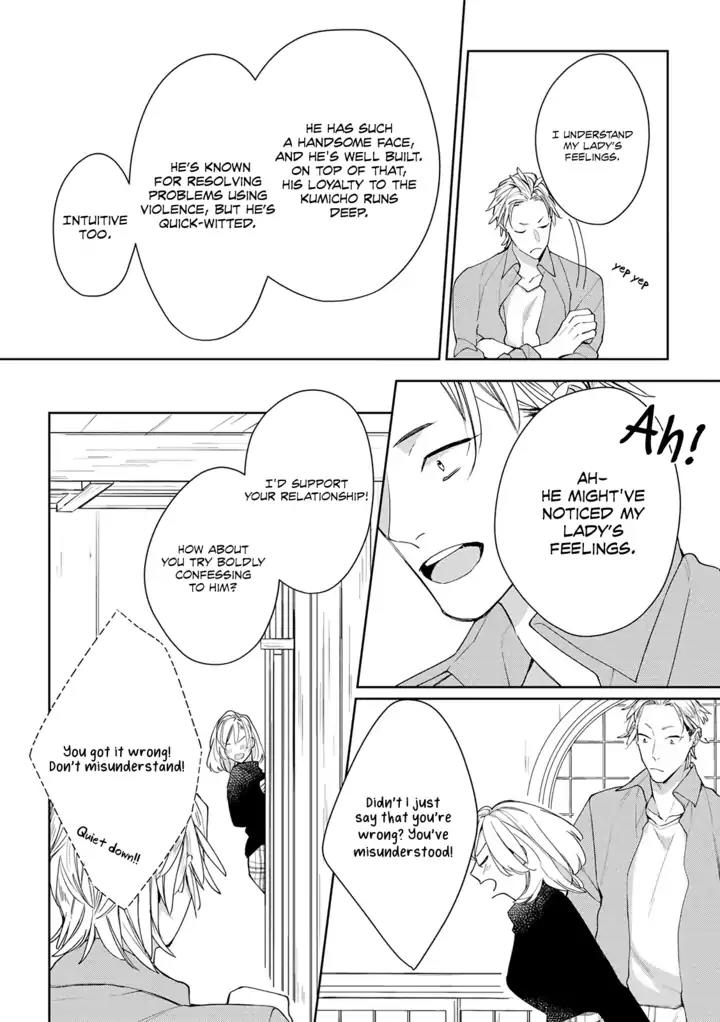 I UNDERSTAND
MY LADY'S
FEELINGS.
yep yep
HE HAS SUCH
A HANDSOME FACE,
AND HE'S WELL BUILT.
ON TOP OF THAT,
HIS LOYALTY TO THE
KUMICHO RUNS
DEEP.
HE'S KNOWN
FOR RESOLVING
PROBLEMS USING
VIOLENCE, BUT HE'S
QUICK-WITTED.
INTUITIVE
TOO.
Ah!
AH~
HE MIGHT'VE
NOTICED MY
LADY'S
FEELINGS.
I'D SUPPORT
YOUR RELATIONSHIP!
HOW ABOUT
YOU TRY BOLDLY
CONFESSING
TO HIM?
You got it wrong!
Don't misunderstand!
Quiet down!!
Didn't I just
say that you're
wrong? You've
misunderstood!